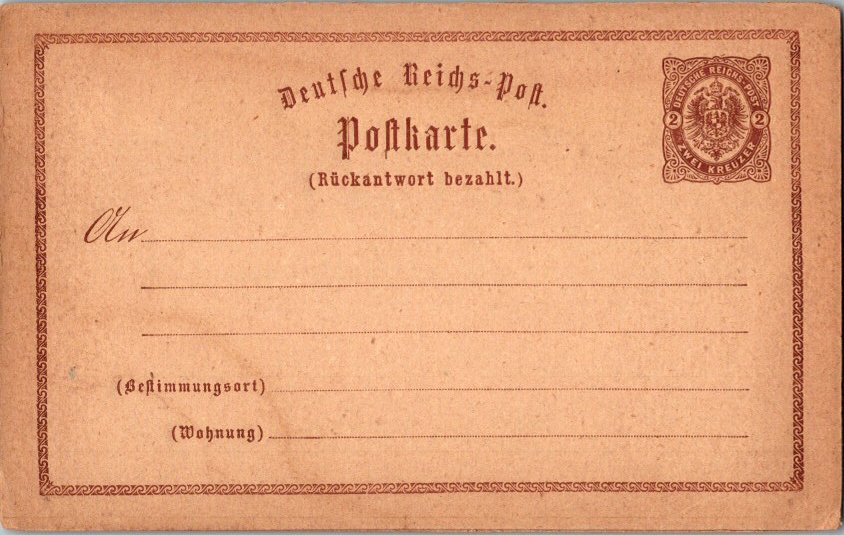 Deutsche Reichs-Post.
Postkarte.
(Rückantwort bezahlt.)
DEUTSCHE REICHS-POST
2 2
ZWEI KREUZER
An
(Bestimmungsort)
(Wohnung)